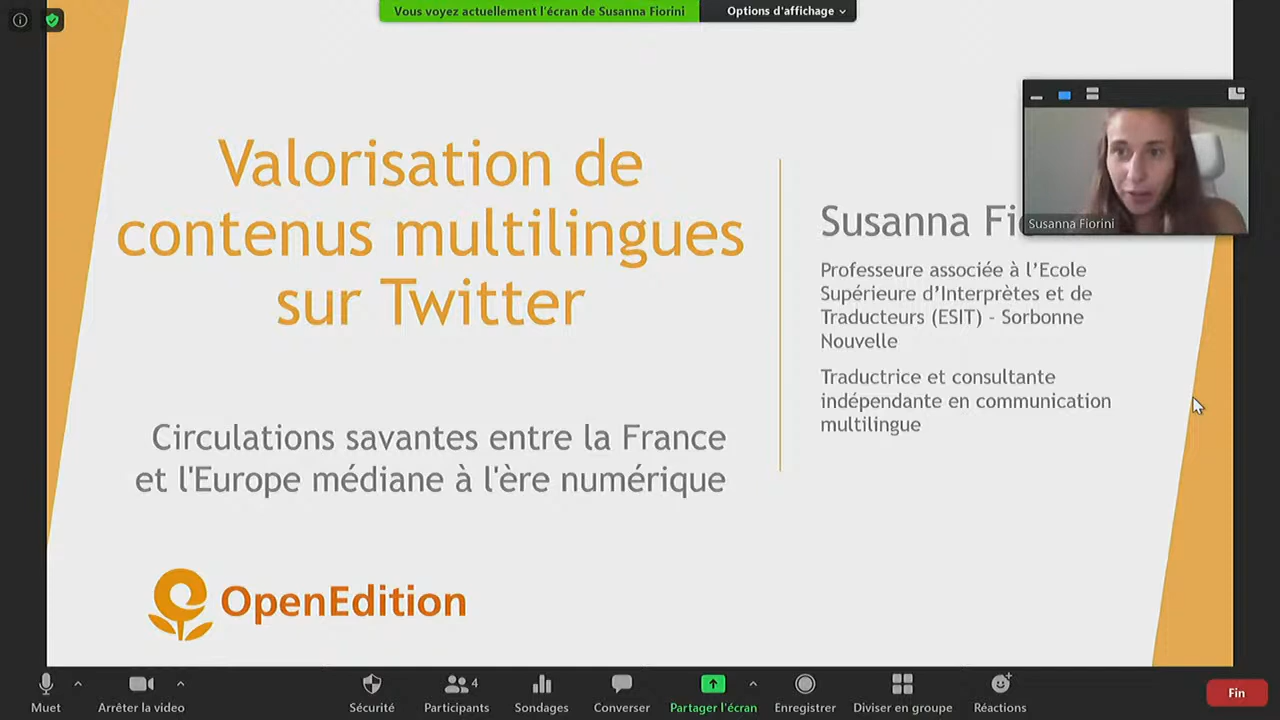 Vous voyez actuellement l'écran de Susanna Fiorini
Options d'affichage
Valorisation de
contenus multilingues
sur Twitter
Circulations savantes entre la France
et l'Europe médiane à l'ère numérique
OpenEdition
Susanna Fio
Professeure associée à l'Ecole
Supérieure d'Interprètes et de
Traducteurs (ESIT) - Sorbonne
Nouvelle
Traductrice et consultante
indépendante en communication
multilingue
Susanna Fiorini
Muet
Arrêter la video
Sécurité
4
Participants
Sondages
Converser
Partager l'écran
Enregistrer
Diviser en groupe
Réactions
Fin